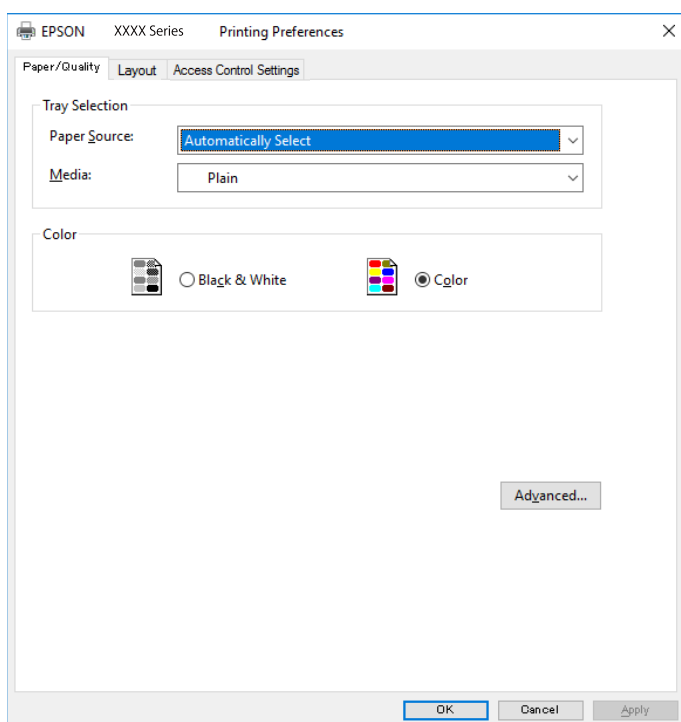 EPSON XXXX Series Printing Preferences
Paper/Quality Layout Access Control Settings
Tray Selection
Paper Source: Automatically Select
Media: Plain
Color
Black & White Color
Advanced...
OK Cancel Apply